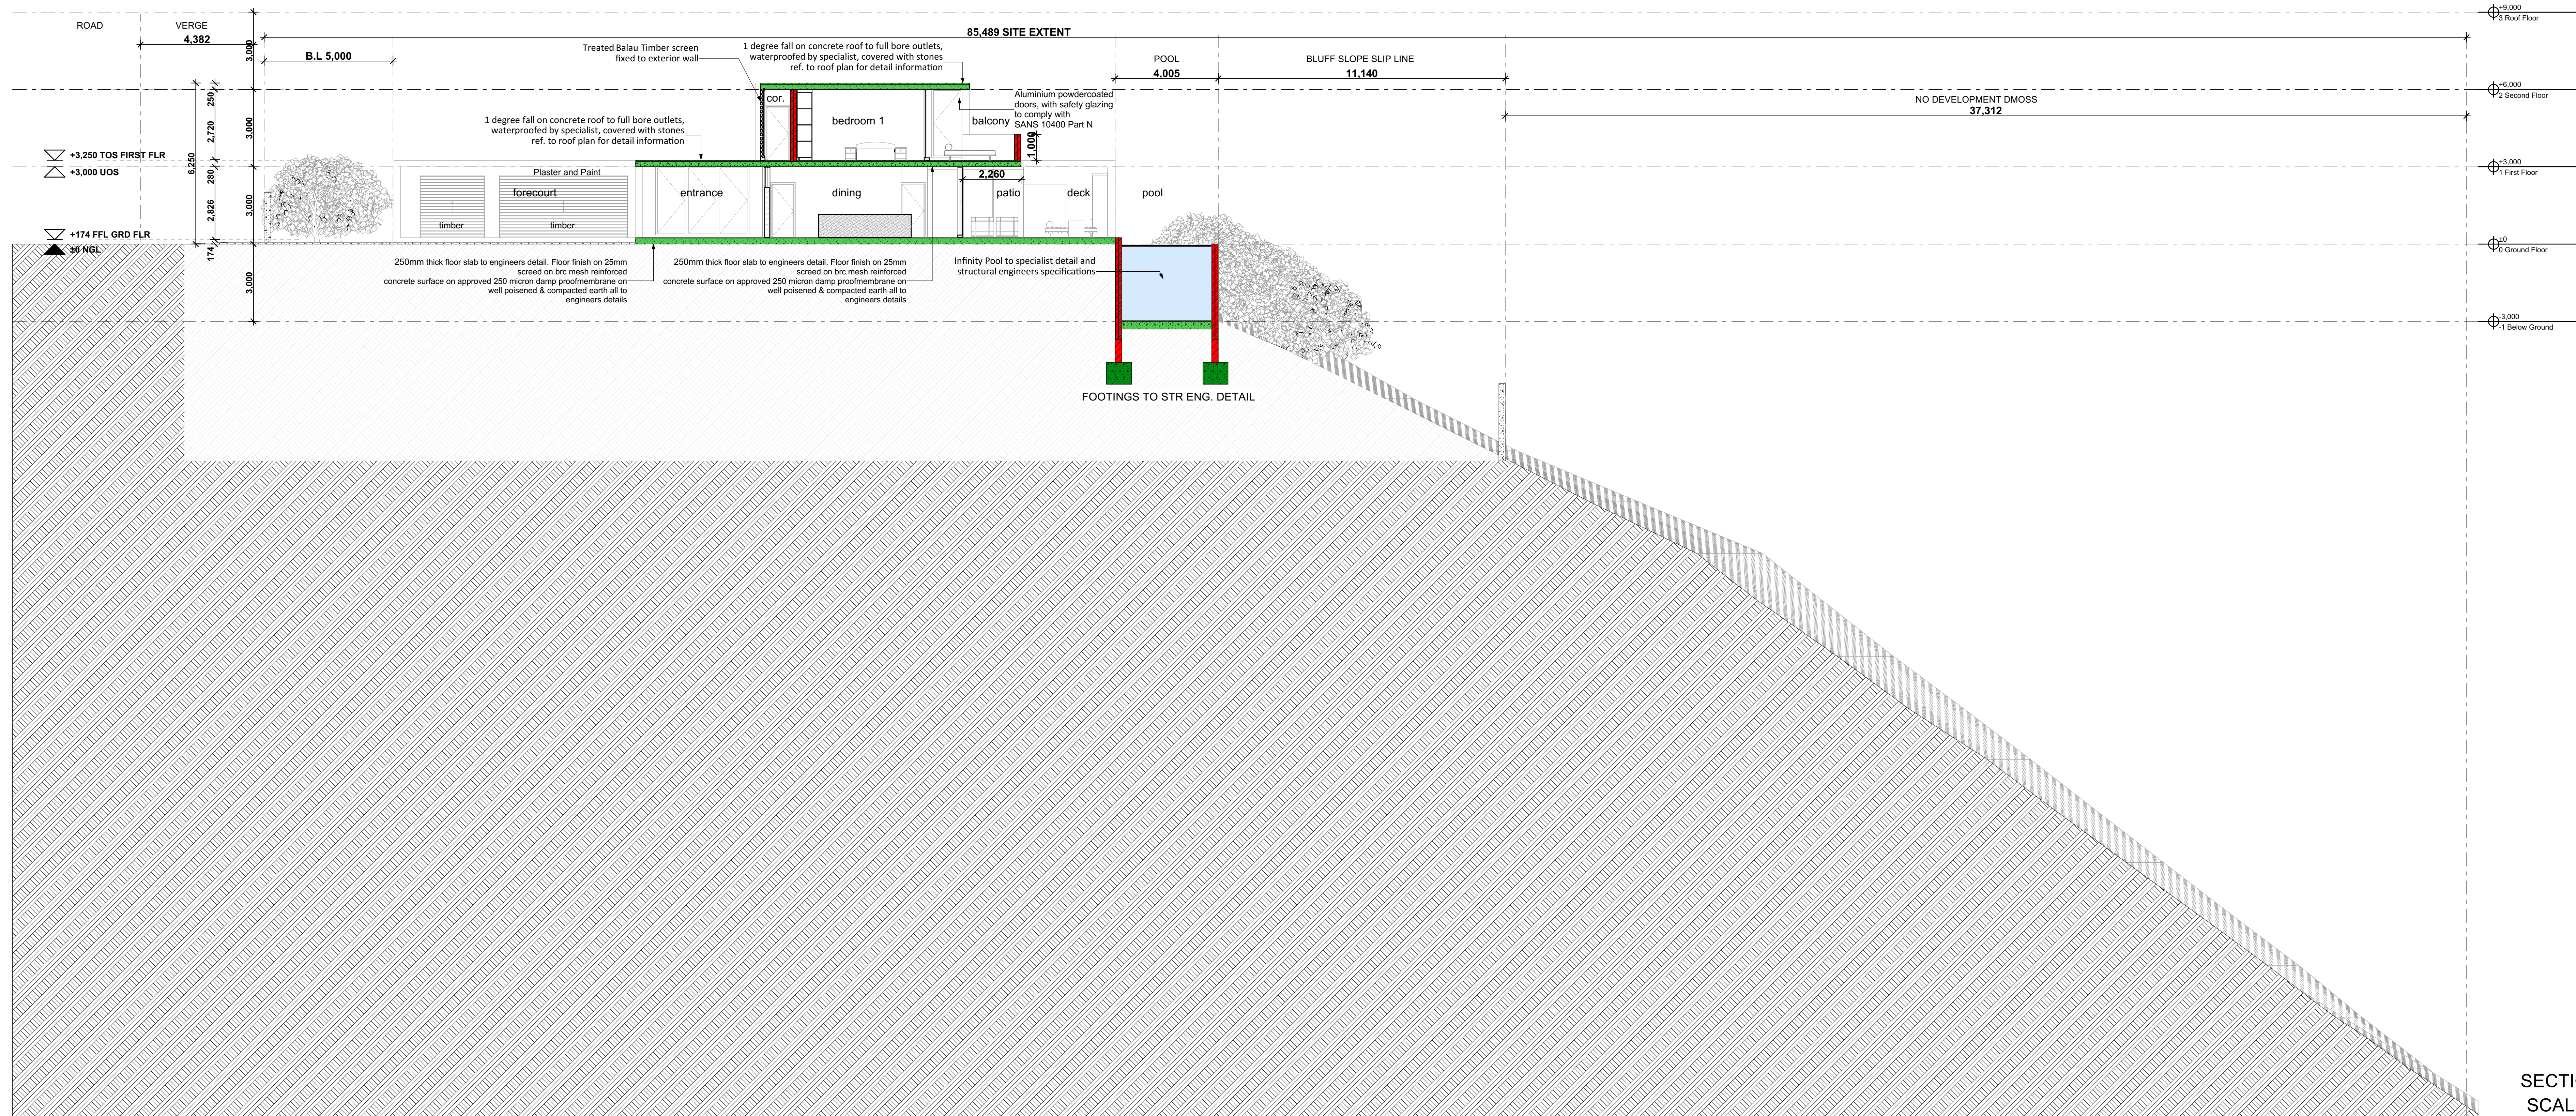 ROAD
VERGE
4,382
3,000
85,489 SITE EXTENT
+9,000
3 Roof Floor
B.L 5,000
Treated Balau Timber screen
fixed to exterior wall
1 degree fall on concrete roof to full bore outlets,
waterproofed by specialist, covered with stones
ref. to roof plan for detail information
POOL
4,005
BLUFF SLOPE SLIP LINE
11,140
NO DEVELOPMENT DMOSS
37,312
+6,000
2 Second Floor
250
2,720
3,000
6,250
cor.
bedroom 1
balcony
Aluminium powdercoated
doors, with safety glazing
to comply with
SANS 10400 Part N
1,000
1 degree fall on concrete roof to full bore outlets,
waterproofed by specialist, covered with stones
ref. to roof plan for detail information
+3,250 TOS FIRST FLR
+3,000 UOS
+3,000
1 First Floor
280
2,826
3,000
Plaster and Paint
forecourt
timber
timber
entrance
dining
2,260
patio
deck
pool
+174 FFL GRD FLR
±0 NGL
174
±0
0 Ground Floor
3,000
250mm thick floor slab to engineers detail. Floor finish on 25mm
screed on brc mesh reinforced
concrete surface on approved 250 micron damp proofmembrane on
well poisened & compacted earth all to
engineers details
250mm thick floor slab to engineers detail. Floor finish on 25mm
screed on brc mesh reinforced
concrete surface on approved 250 micron damp proofmembrane on
well poisened & compacted earth all to
engineers details
Infinity Pool to specialist detail and
structural engineers specifications
-3,000
-1 Below Ground
FOOTINGS TO STR ENG. DETAIL
SECTI
SCAL